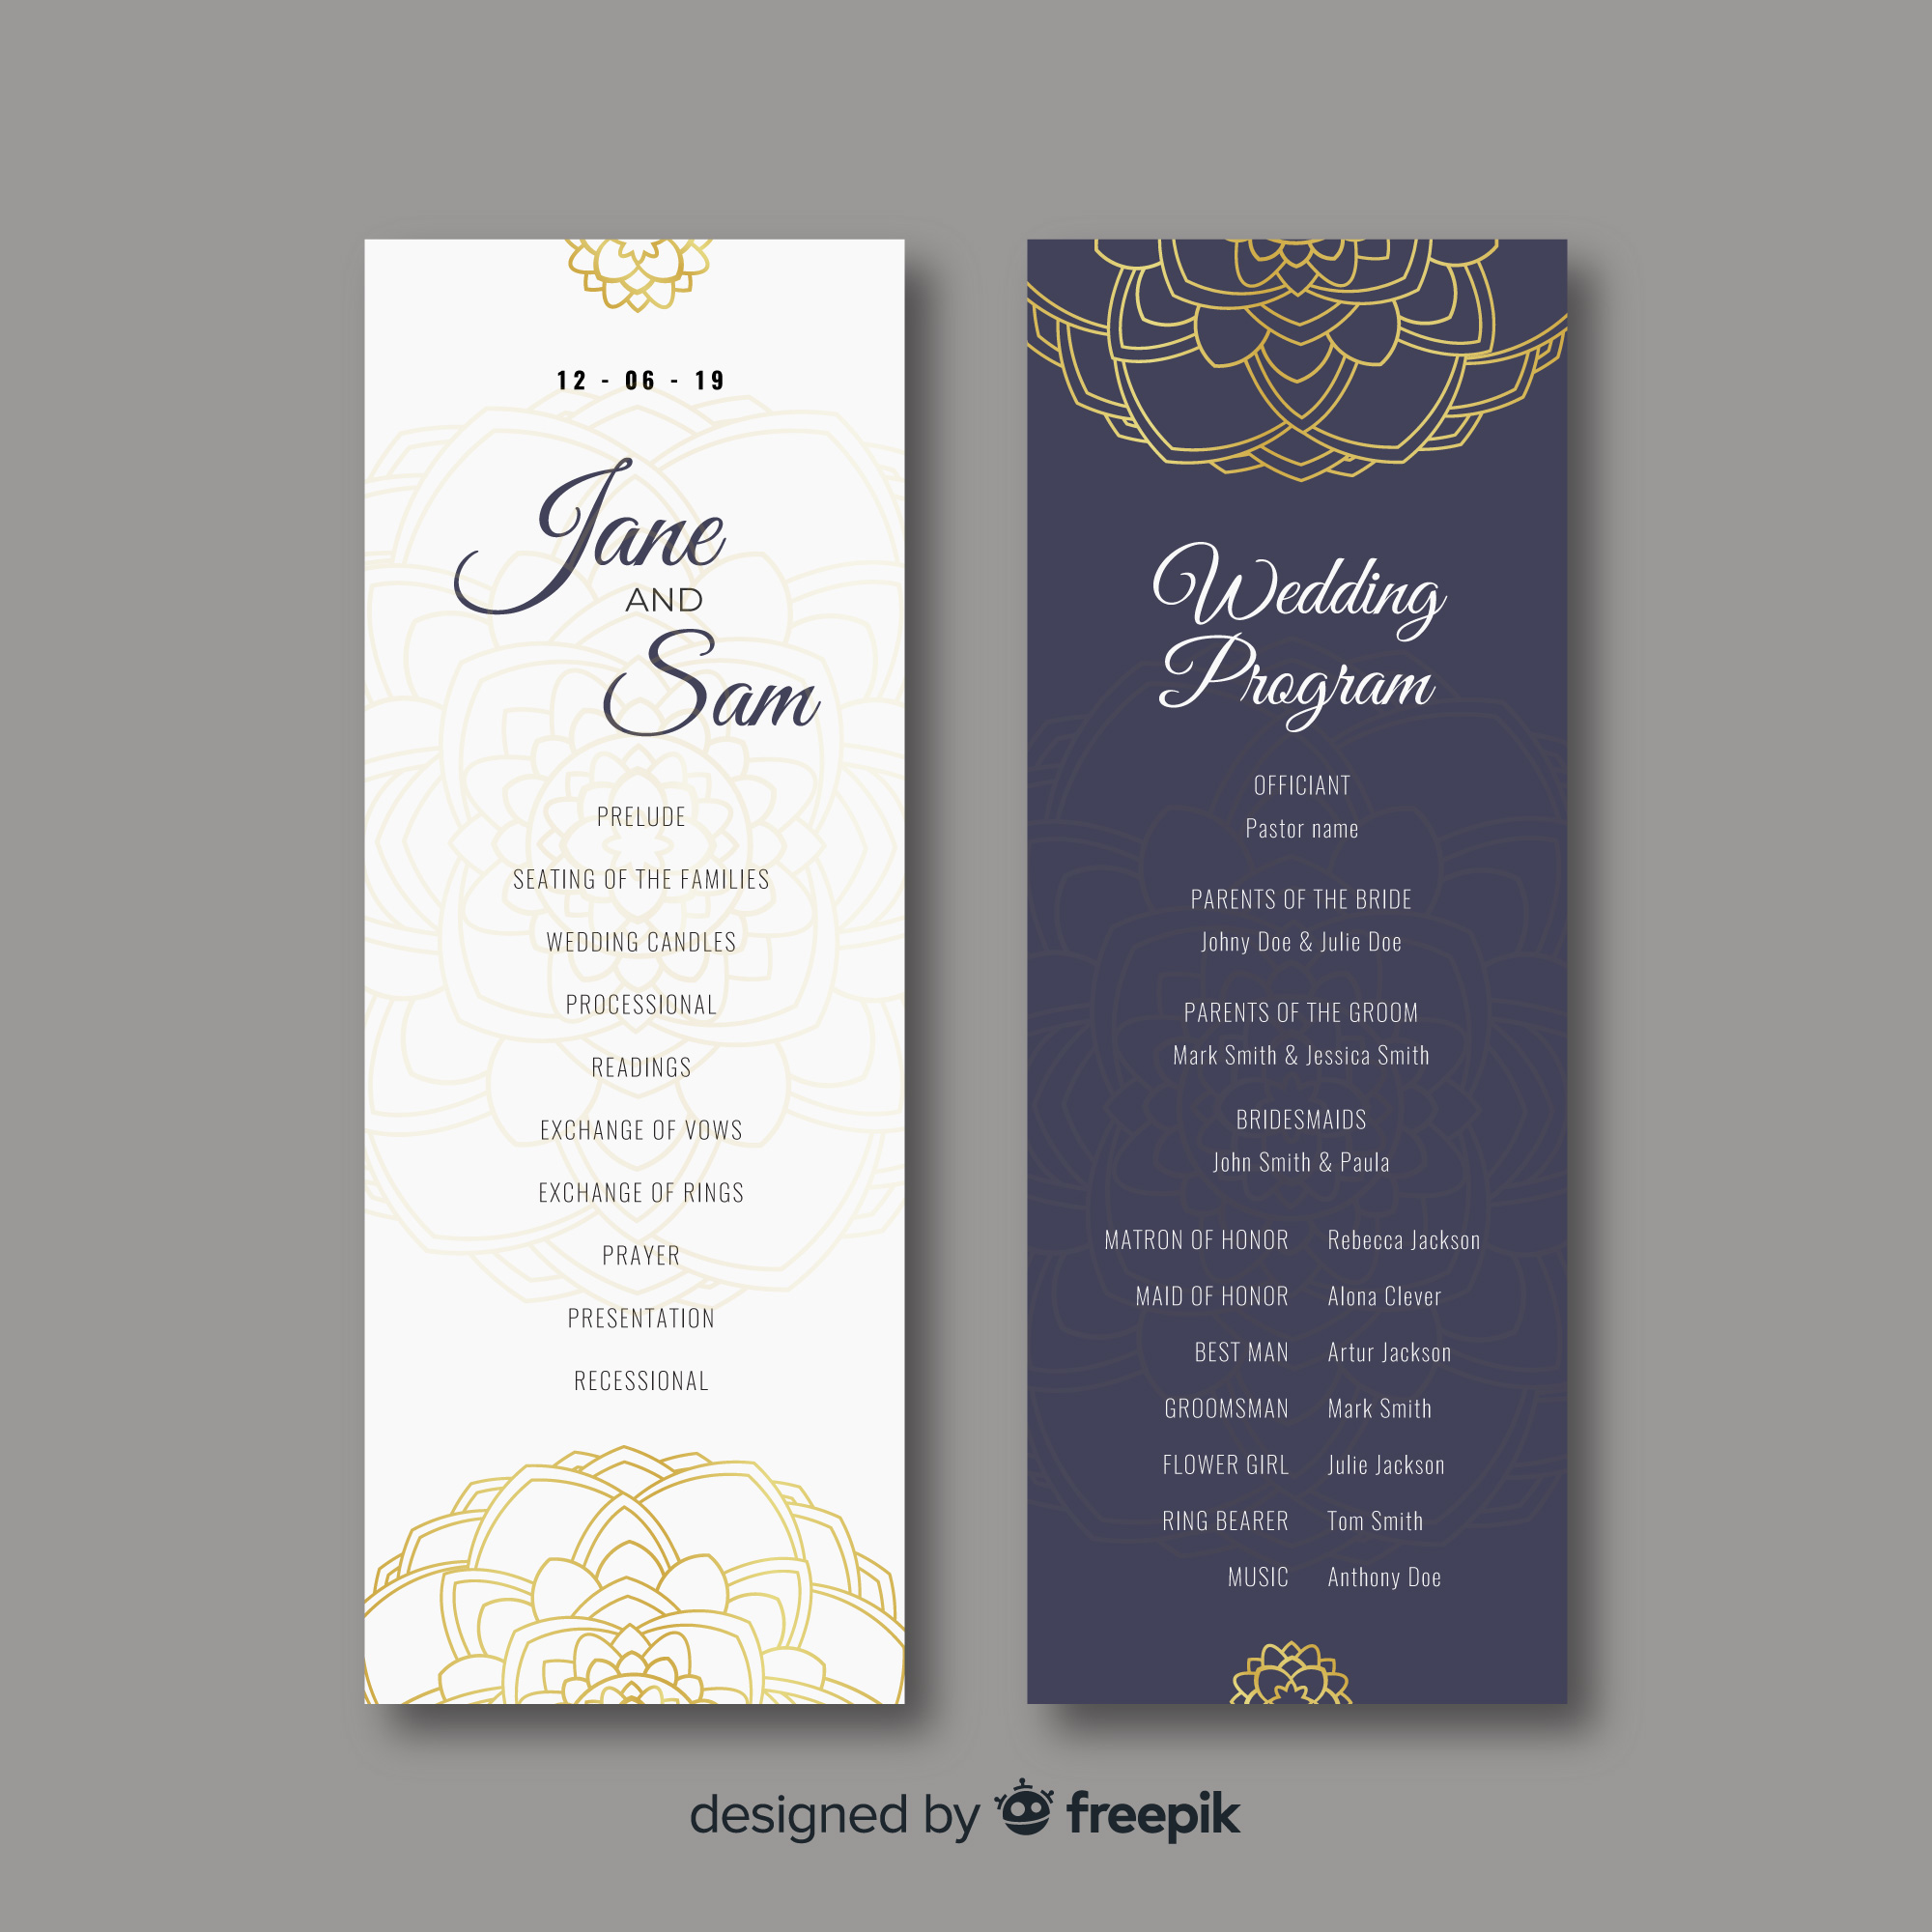 12 - 06 - 19
Jane
AND
Sam
PRELUDE
SEATING OF THE FAMILIES
WEDDING CANDLES
PROCESSIONAL
READINGS
EXCHANGE OF VOWS
EXCHANGE OF RINGS
PRAYER
PRESENTATION
RECESSIONAL
Wedding
Program
OFFICIANT
Pastor name
PARENTS OF THE BRIDE
Johny Doe & Julie Doe
PARENTS OF THE GROOM
Mark Smith & Jessica Smith
BRIDESMAIDS
John Smith & Paula
MATRON OF HONOR Rebecca Jackson
MAID OF HONOR Alona Clever
BEST MAN Artur Jackson
GROOMSMAN Mark Smith
FLOWER GIRL Julie Jackson
RING BEARER Tom Smith
MUSIC Anthony Doe
designed by freepik